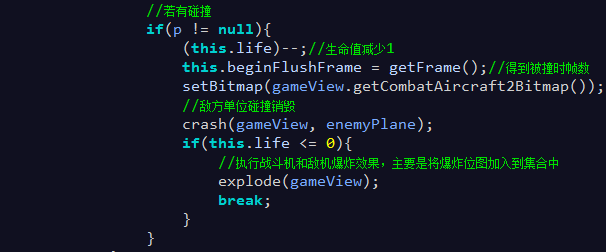 //若有碰撞
if(p != null){
(this.life)--;//生命值减少1
this.beginFlushFrame = getFrame();//得到被撞时帧数
setBitmap(gameView.getCombatAircraft2Bitmap());
//敌方单位碰撞销毁
crash(gameView, enemyPlane);
if(this.life <= 0){
//执行战斗机和敌机爆炸效果，主要是将爆炸位图加入到集合中
explode(gameView);
break;
}
}